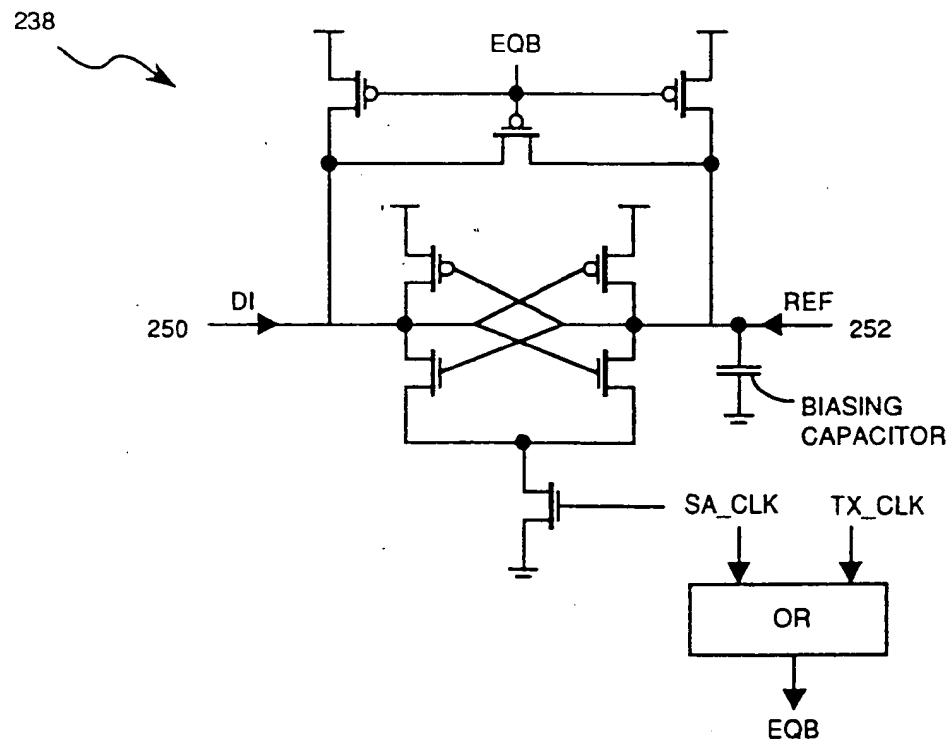 238
EQB
DI
250
REF
252
BIASING
CAPACITOR
SA_CLK
TX_CLK
OR
EQB